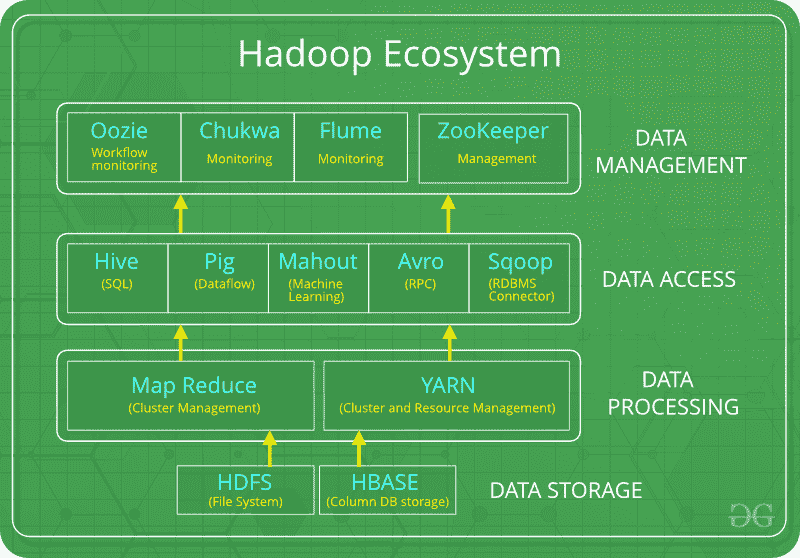 Hadoop Ecosystem
Oozie
Workflow
monitoring
Chukwa
Monitoring
Flume
Monitoring
ZooKeeper
Management
DATA
MANAGEMENT
Hive
(SQL)
Pig
(Dataflow)
Mahout
(Machine
Learning)
Avro
(RPC)
Sqoop
(RDBMS
Connector)
DATA ACCESS
Map Reduce
(Cluster Management)
YARN
(Cluster and Resource Management)
DATA
PROCESSING
HDFS
(File System)
HBASE
(Column DB storage)
DATA STORAGE